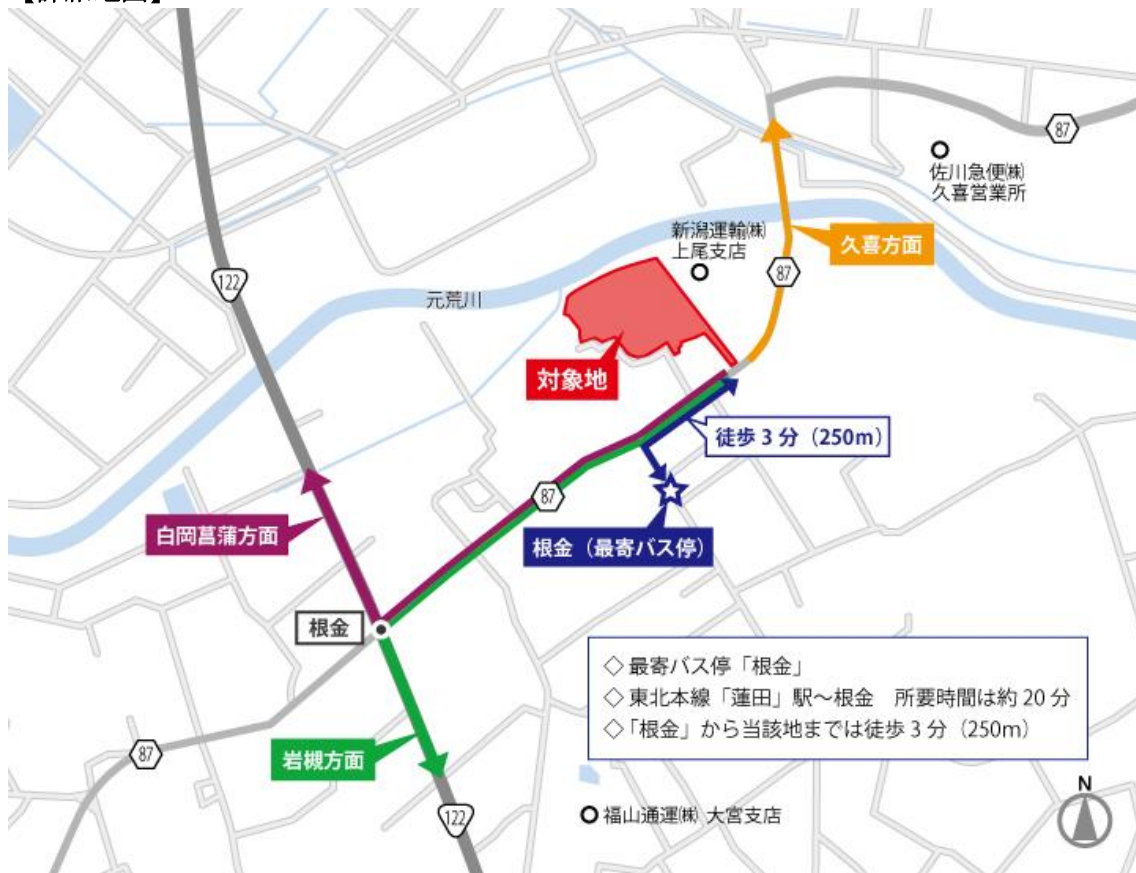 87
佐川急便㈱
久喜営業所
新潟運輸㈱
上尾支店
久喜方面
87
122
元荒川
対象地
徒歩3分（250m）
87
白岡菖蒲方面
根金（最寄バス停）
根金
◇ 最寄バス停「根金」
◇ 東北本線「蓮田」駅～根金　所要時間は約20分
◇「根金」から当該地までは徒歩3分（250m）
岩槻方面
87
122
福山通運㈱ 大宮支店
N